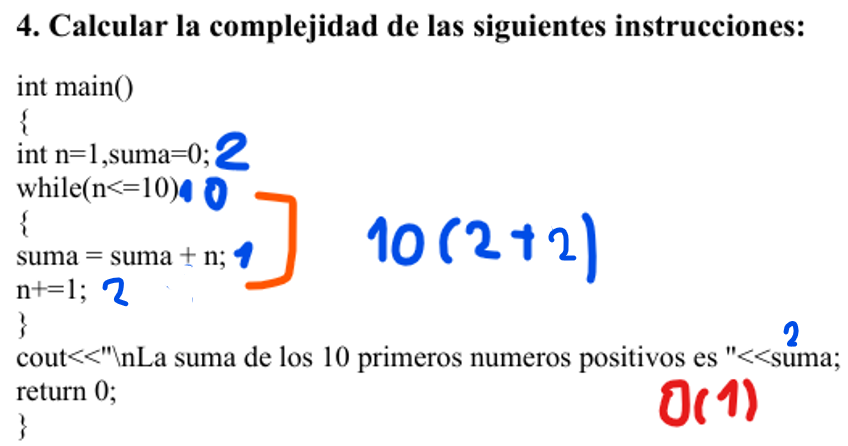 4. Calcular la complejidad de las siguientes instrucciones:
int main()
{
int n=1,suma=0; 2
while(n<=10) 10
{
10(2+2)
suma = suma + n; 1
n+=1; 2
}
2
cout<<"\nLa suma de los 10 primeros numeros positivos es "<<suma;
return 0;
O(1)
}